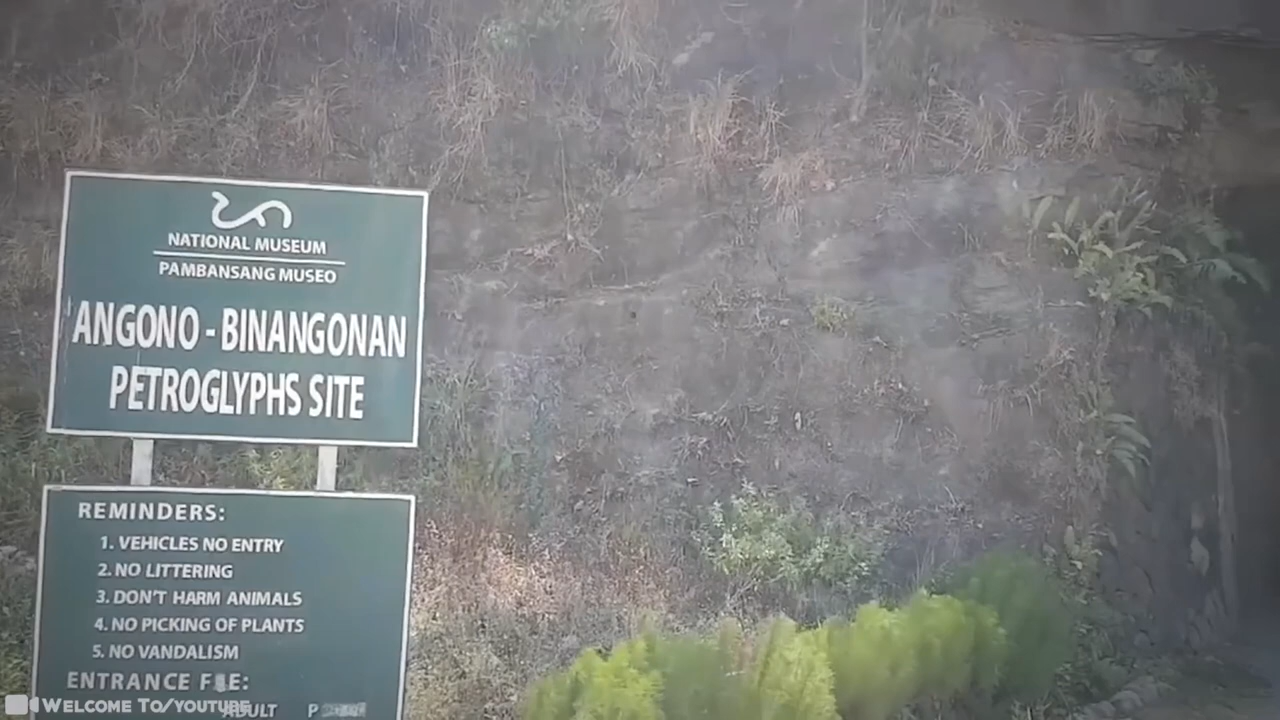 NATIONAL MUSEUM
PAMBANSANG MUSEO
ANGONO - BINANGONAN
PETROGLYPHS SITE
REMINDERS:
1. VEHICLES NO ENTRY
2. NO LITTERING
3. DON'T HARM ANIMALS
4. NO PICKING OF PLANTS
5. NO VANDALISM
ENTRANCE FEE:
ADULT P
WELCOME TO/YOUTUBE